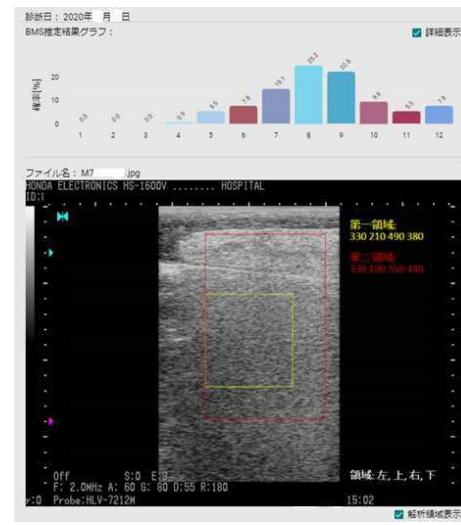 診断日： 2020年 月 日
BMS推定結果グラフ：
詳細表示
確率[%]
20
10
0
0.0 0.0 0.0 0.9 5.5 7.6 15.1 25.2 22.5 9.6 5.5 7.9
1 2 3 4 5 6 7 8 9 10 11 12
ファイル名： M7 .jpg
HONDA ELECTRONICS HS-1600V ........ HOSPITAL
ID:
第一領域:
330 210 490 380
第二領域:
330 100 550 440
Off S:0 E:3
F: 2.0MHz A: 60 G: 80 D:55 R:180
r:0 Probe:HLV-7212M
領域:左, 上, 右, 下
15:02
解析領域表示